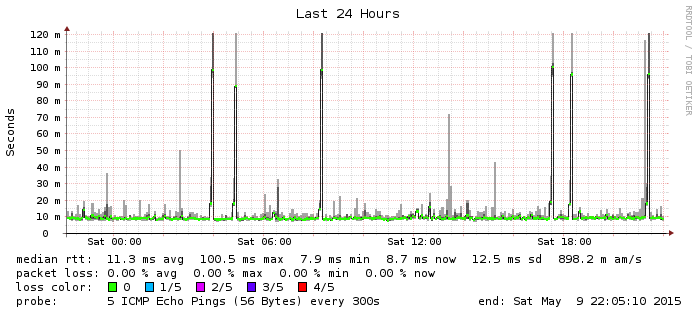 Last 24 Hours
RRDTOOL / TOBI OETIKER
Seconds
120 m
110 m
100 m
90 m
80 m
70 m
60 m
50 m
40 m
30 m
20 m
10 m
0
Sat 00:00 Sat 06:00 Sat 12:00 Sat 18:00
median rtt: 11.3 ms avg 100.5 ms max 7.9 ms min 8.7 ms now 12.5 ms sd 898.2 m am/s
packet loss: 0.00 % avg 0.00 % max 0.00 % min 0.00 % now
loss color: 0 1/5 2/5 3/5 4/5
probe: 5 ICMP Echo Pings (56 Bytes) every 300s end: Sat May 9 22:05:10 2015